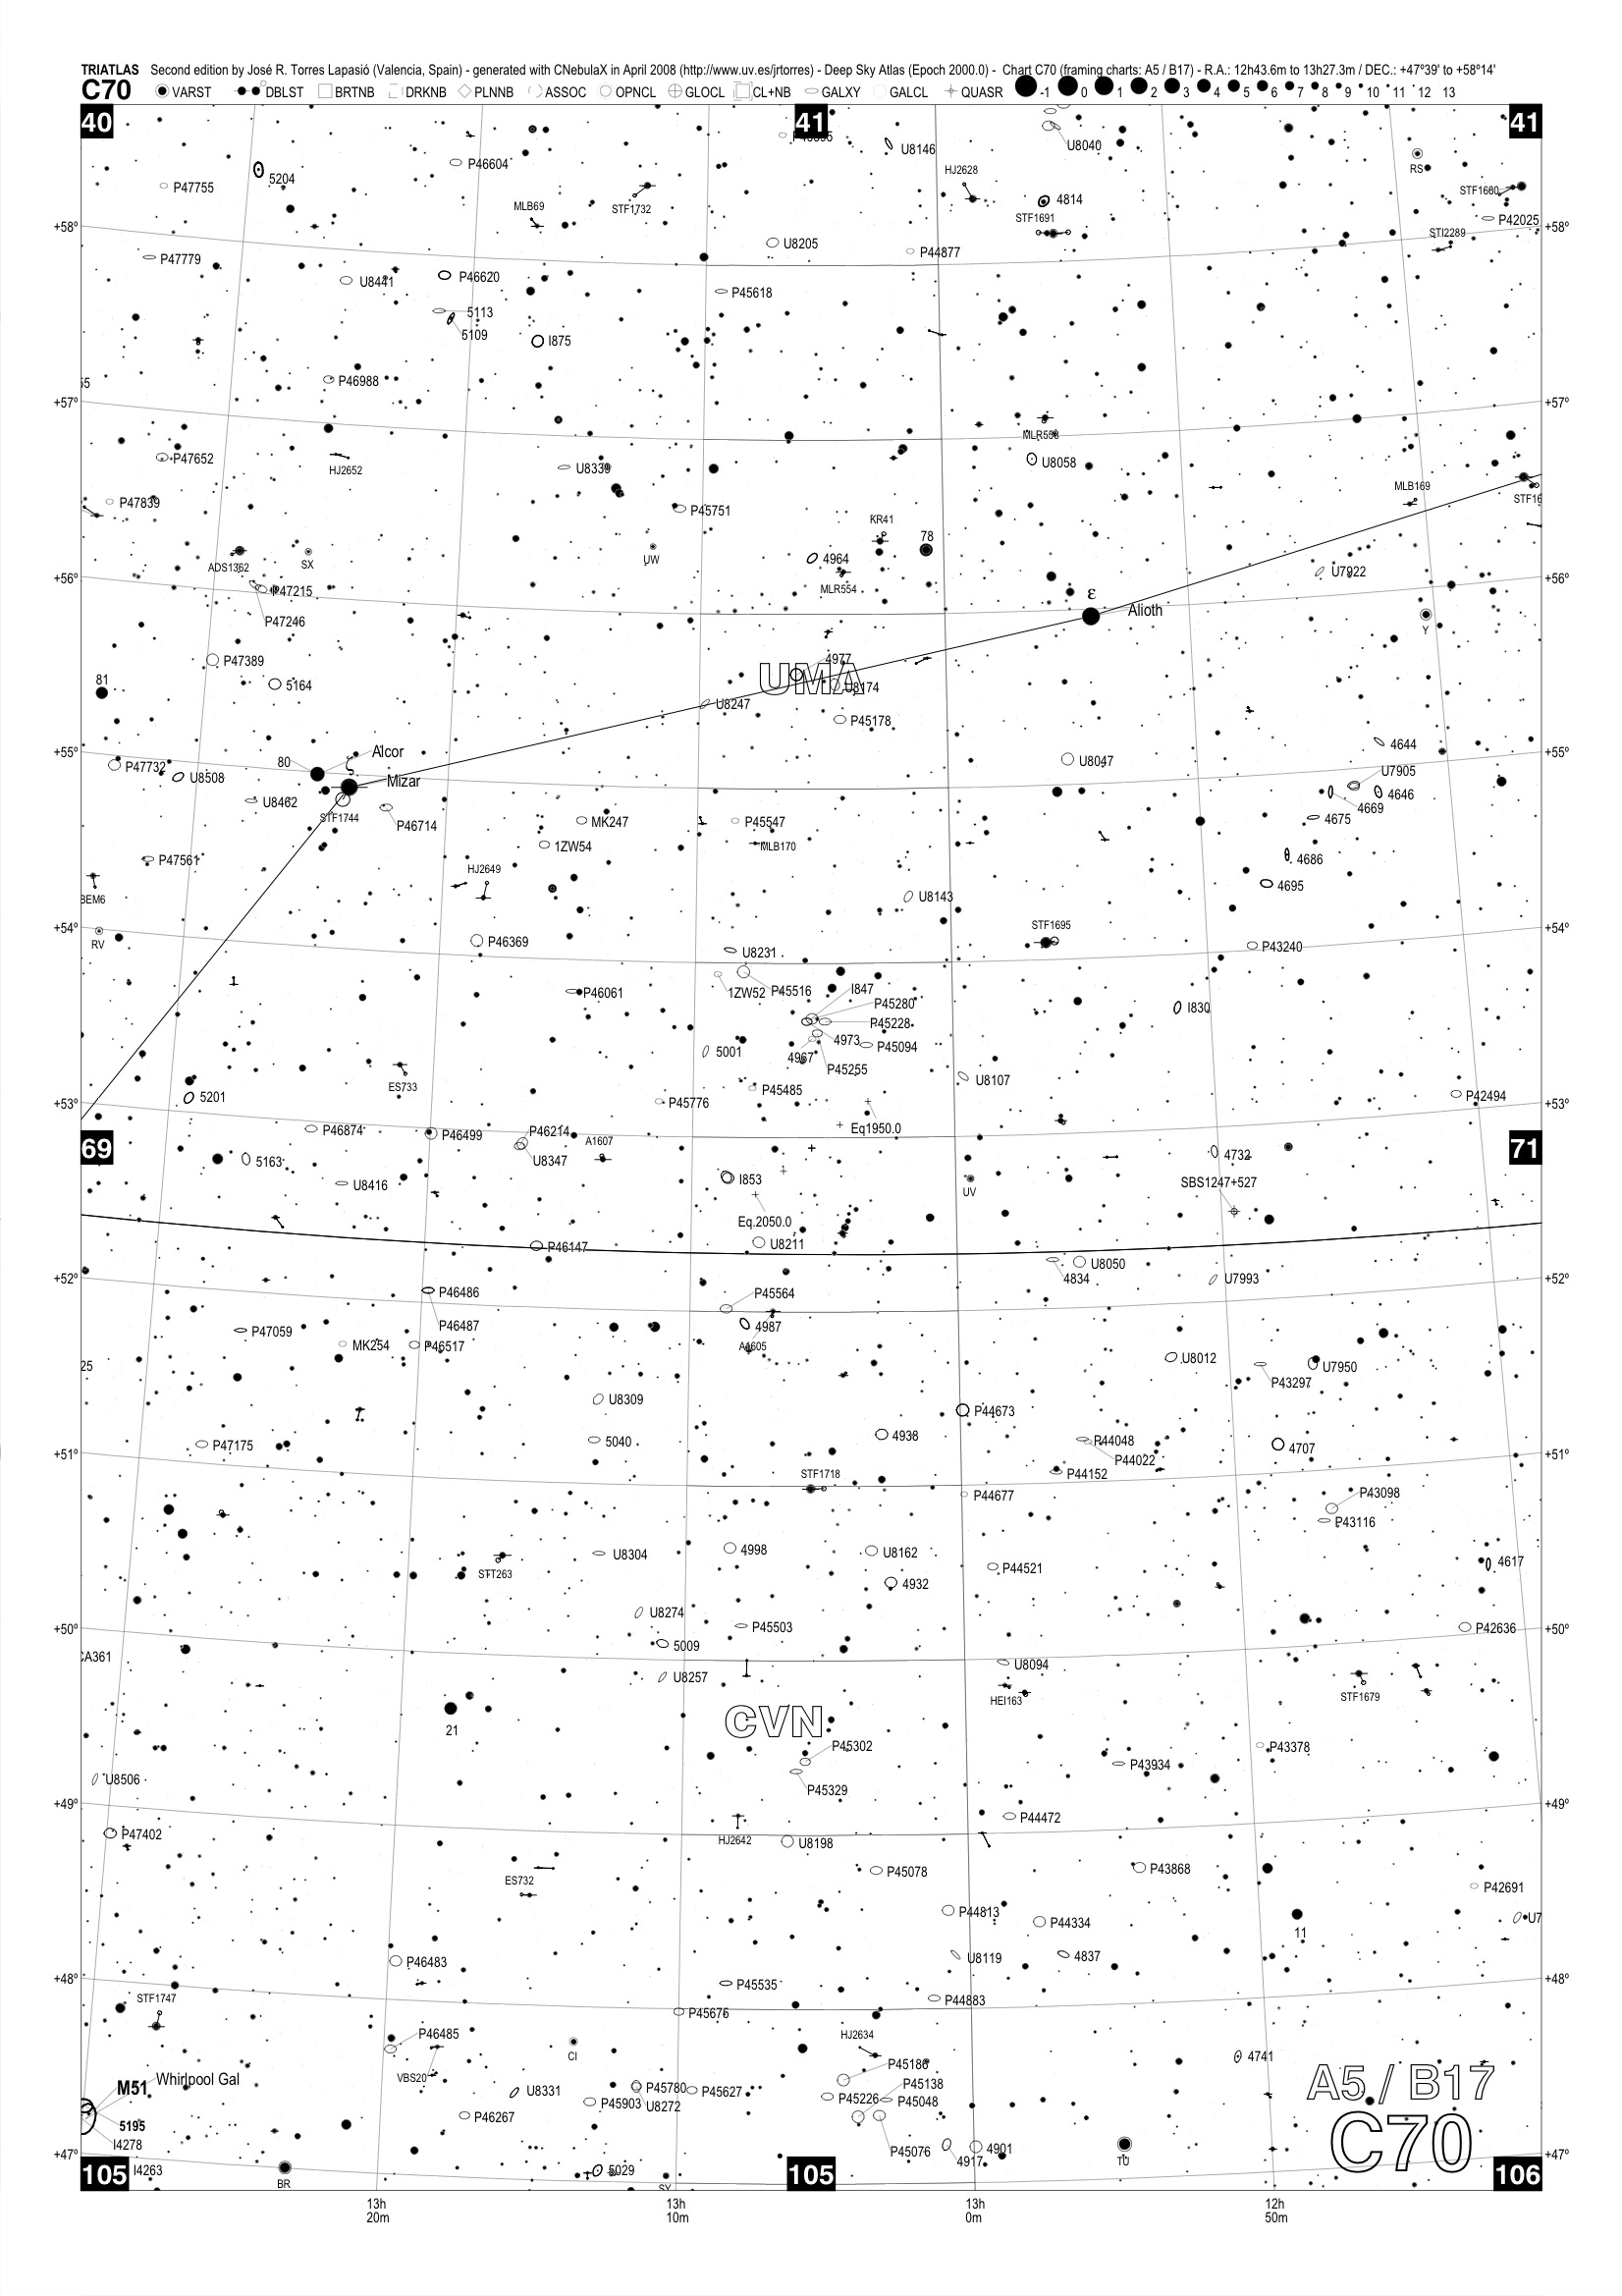 TRIATLAS Second edition by José R. Torres Lapasió (Valencia, Spain) - generated with CNebulaX in April 2008 (http://www.uv.es/jrtorres) - Deep Sky Atlas (Epoch 2000.0) - Chart C70 (framing charts: A5 / B17) - R.A.: 12h43.6m to 13h27.3m / DEC.: +47°39' to +58°14'
C70 VARST DBLST BRTNB DRKNB PLNNB ASSOC OPNCL GLOCL CL+NB GALXY GALCL QUASR -1 0 1 2 3 4 5 6 7 8 9 10 11 12 13
40 41 41
U8146 U8040
P46604 HJ2628 RS
5204 P47755 STF1660
MLB69 STF1732 4814
STF1691 P42025
+58° +58°
STI2289
U8205 P44877
P47779
U8441 P46620
P45618
5113
5109 I875
P46988
+57° +57°
MLR558
P47652 HJ2652 U8339 U8058
MLB169
P47839 P45751 STF16
KR41
78
ADS1362 SX UW 4964
MLR554 U7922
+56° +56°
P47215
ε
P47246 Alioth
Y
P47389 4977
81 5164 UMA U8174
U8247
P45178
4644
+55° Alcor +55°
80 ζ U8047
P47732 U8508 Mizar U7905
U8462 4646
STF1744 P46714 4669
MK247 P45547 4675
1ZW54 MLB170
P47561 HJ2649 4686
4695
BEM6 U8143
+54° STF1695 +54°
RV P46369 P43240
U8231
1ZW52 P45516 I847
P46061 P45280
I830
P45228
4973
5001 4967 P45094
P45255
ES733 U8107
5201 P45485
+53° P45776 P42494 +53°
P46874 P46499 P46214 Eq1950.0
69 A1607 71
5163 U8347 4732
U8416 I853 UV SBS1247+527
Eq.2050.0
P46147 U8211
U8050
+52° 4834 U7993 +52°
P46486 P45564
P47059 P46487 4987
MK254 P46517 A1605
25 U8012 U7950
P43297
U8309
P44673
5040 4938 P44048
P47175 4707
+51° P44022 +51°
P44152
STF1718
P44677 P43098
P43116
U8304 4998 U8162
STT263 P44521 4617
4932
U8274 P45503
+50° P42636 +50°
5009
CA361 U8257 U8094
HEI163 STF1679
21 CVN
P45302 P43378
U8506 P43934
P45329
+49° +49°
P47402 HJ2642 P44472
U8198
P45078 P43868
ES732
P42691
P44813
P44334 11 U7
P46483 U8119 4837
+48° P45535 +48°
STF1747 P44883
P45676
P46485 HJ2634
CI 4741
VBS20 P45186
Whirlpool Gal A5 / B17
M51 U8331 P45780 P45627 P45138
P45903 P45226 P45048
5195 P46267 U8272 C70
I4278 P45076 4901
+47° 4917 +47°
105 I4263 5029 105 TU 106
BR SY
13h 13h 13h 12h
20m 10m 0m 50m